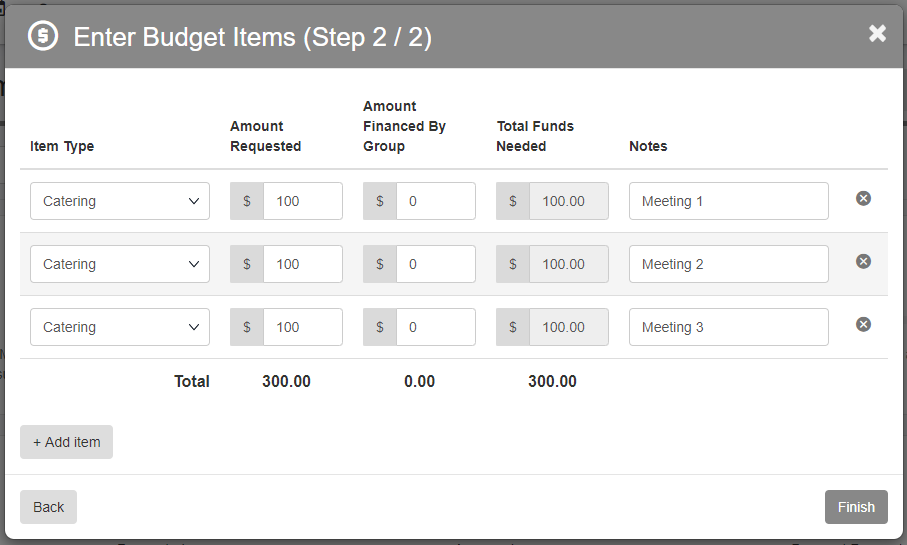 Enter Budget Items (Step 2 / 2)
Item Type Amount Requested Amount Financed By Group Total Funds Needed Notes
Catering $ 100 $ 0 $ 100.00 Meeting 1
Catering $ 100 $ 0 $ 100.00 Meeting 2
Catering $ 100 $ 0 $ 100.00 Meeting 3
Total 300.00 0.00 300.00
+ Add item
Back Finish